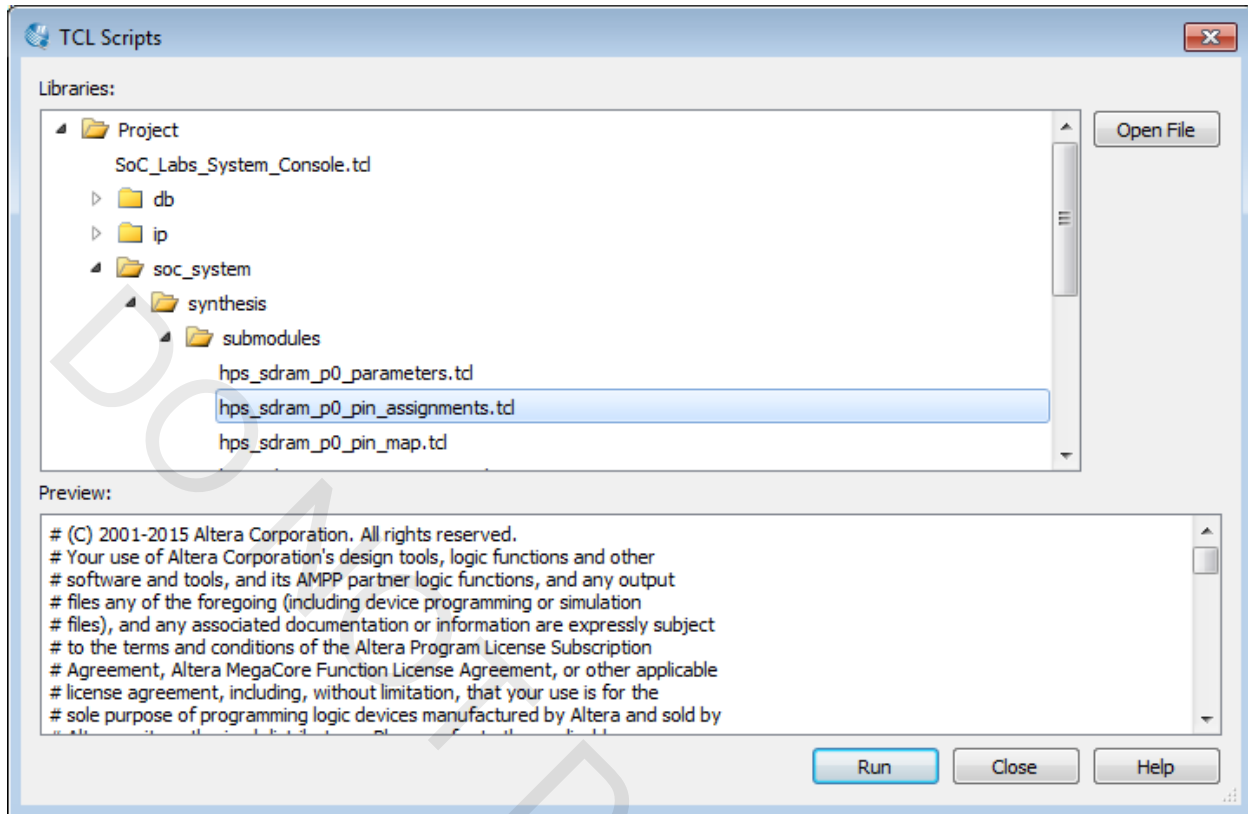 TCL Scripts
Libraries:
Project
Open File
SoC_Labs_System_Console.tcl
db
ip
soc_system
synthesis
submodules
hps_sdram_p0_parameters.tcl
hps_sdram_p0_pin_assignments.tcl
hps_sdram_p0_pin_map.tcl
Preview:
# (C) 2001-2015 Altera Corporation. All rights reserved.
# Your use of Altera Corporation's design tools, logic functions and other
# software and tools, and its AMPP partner logic functions, and any output
# files any of the foregoing (including device programming or simulation
# files), and any associated documentation or information are expressly subject
# to the terms and conditions of the Altera Program License Subscription
# Agreement, Altera MegaCore Function License Agreement, or other applicable
# license agreement, including, without limitation, that your use is for the
# sole purpose of programming logic devices manufactured by Altera and sold by
Run
Close
Help
DO NOT